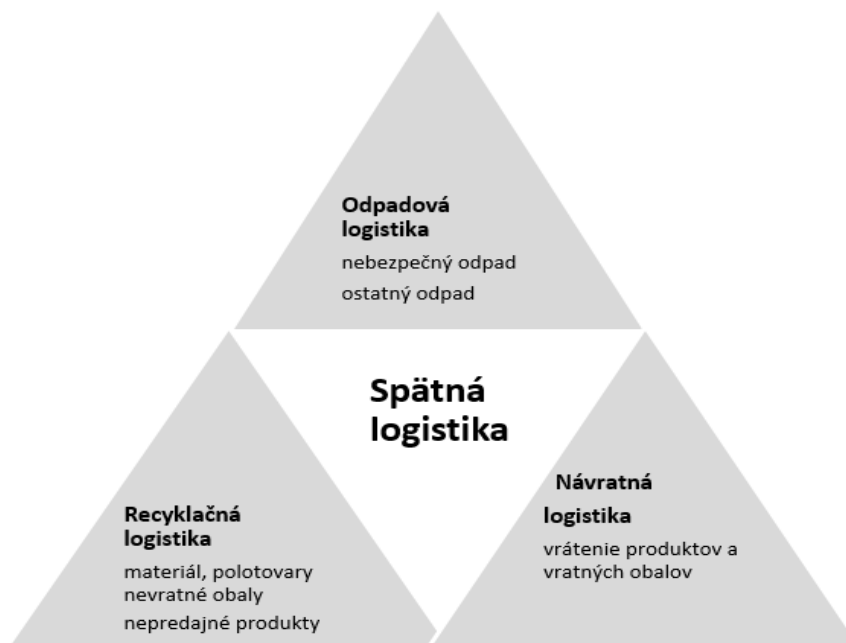 Odpadová
logistika
nebezpečný odpad
ostatný odpad
Spätná
logistika
Recyklačná
logistika
materiál, polotovary
nevratné obaly
nepredajné produkty
Návratná
logistika
vrátenie produktov a
vratných obalov